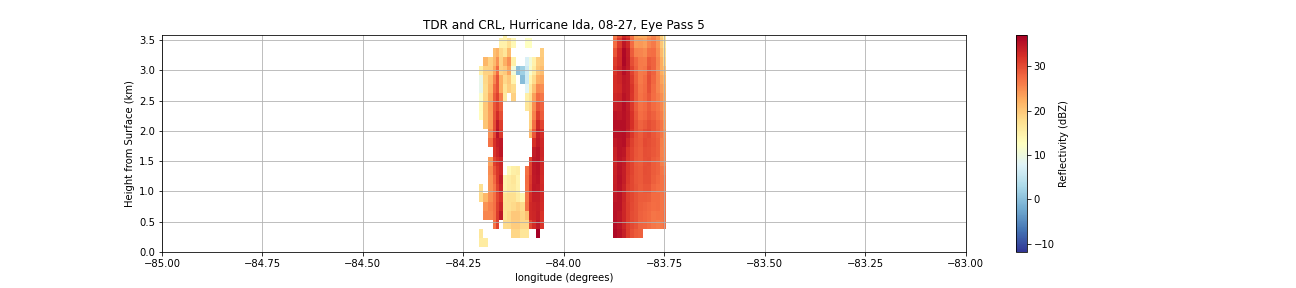 TDR and CRL, Hurricane Ida, 08-27, Eye Pass 5
Height from Surface (km)
3.5
3.0
2.5
2.0
1.5
1.0
0.5
0.0
−85.00 −84.75 −84.50 −84.25 −84.00 −83.75 −83.50 −83.25 −83.00
longitude (degrees)
30
20
10
0
−10
Reflectivity (dBZ)